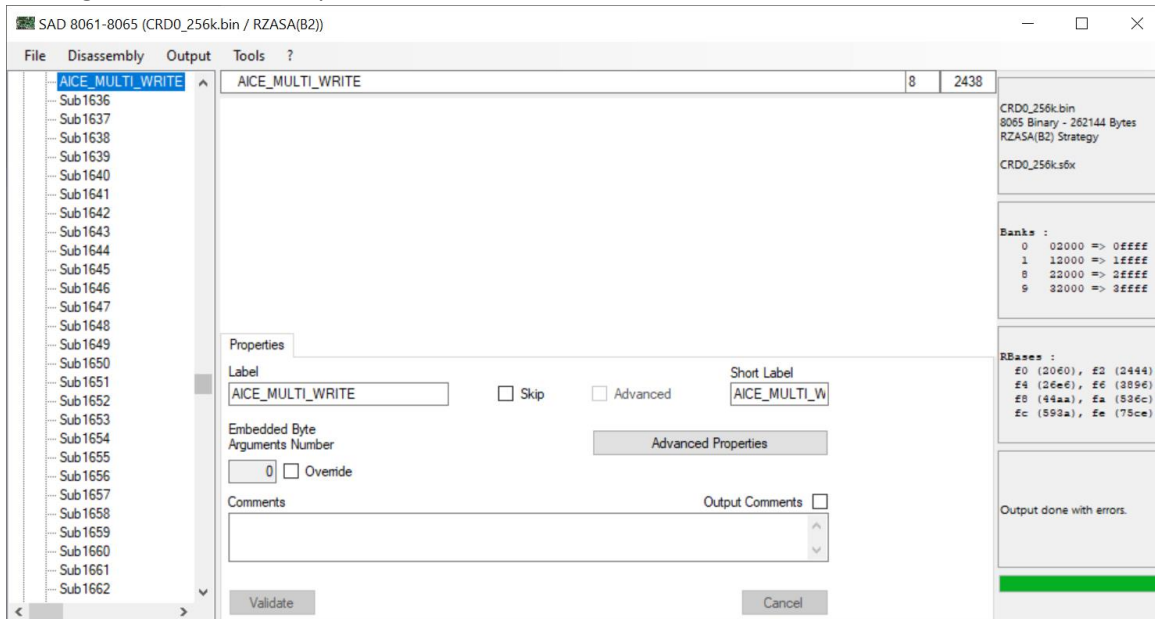 SAD 8061-8065 (CRD0_256k.bin / RZASA(B2))
File Disassembly Output Tools ?
AICE_MULTI_WRITE
Sub1636
Sub1637
Sub1638
Sub1639
Sub1640
Sub1641
Sub1642
Sub1643
Sub1644
Sub1645
Sub1646
Sub1647
Sub1648
Sub1649
Sub1650
Sub1651
Sub1652
Sub1653
Sub1654
Sub1655
Sub1656
Sub1657
Sub1658
Sub1659
Sub1660
Sub1661
Sub1662
AICE_MULTI_WRITE 8 2438
Properties
Label
AICE_MULTI_WRITE
Skip
Advanced
Short Label
AICE_MULTI_W
Embedded Byte
Arguments Number
0 Override
Advanced Properties
Comments
Output Comments
Validate
Cancel
CRD0_256k.bin
8065 Binary - 262144 Bytes
RZASA(B2) Strategy
CRD0_256k.s6x
Banks :
0 02000 => 0ffff
1 12000 => 1ffff
8 22000 => 2ffff
9 32000 => 3ffff
RBases :
f0 (2060), f2 (2444)
f4 (26e6), f6 (3896)
f8 (44aa), fa (536c)
fc (593a), fe (75ce)
Output done with errors.